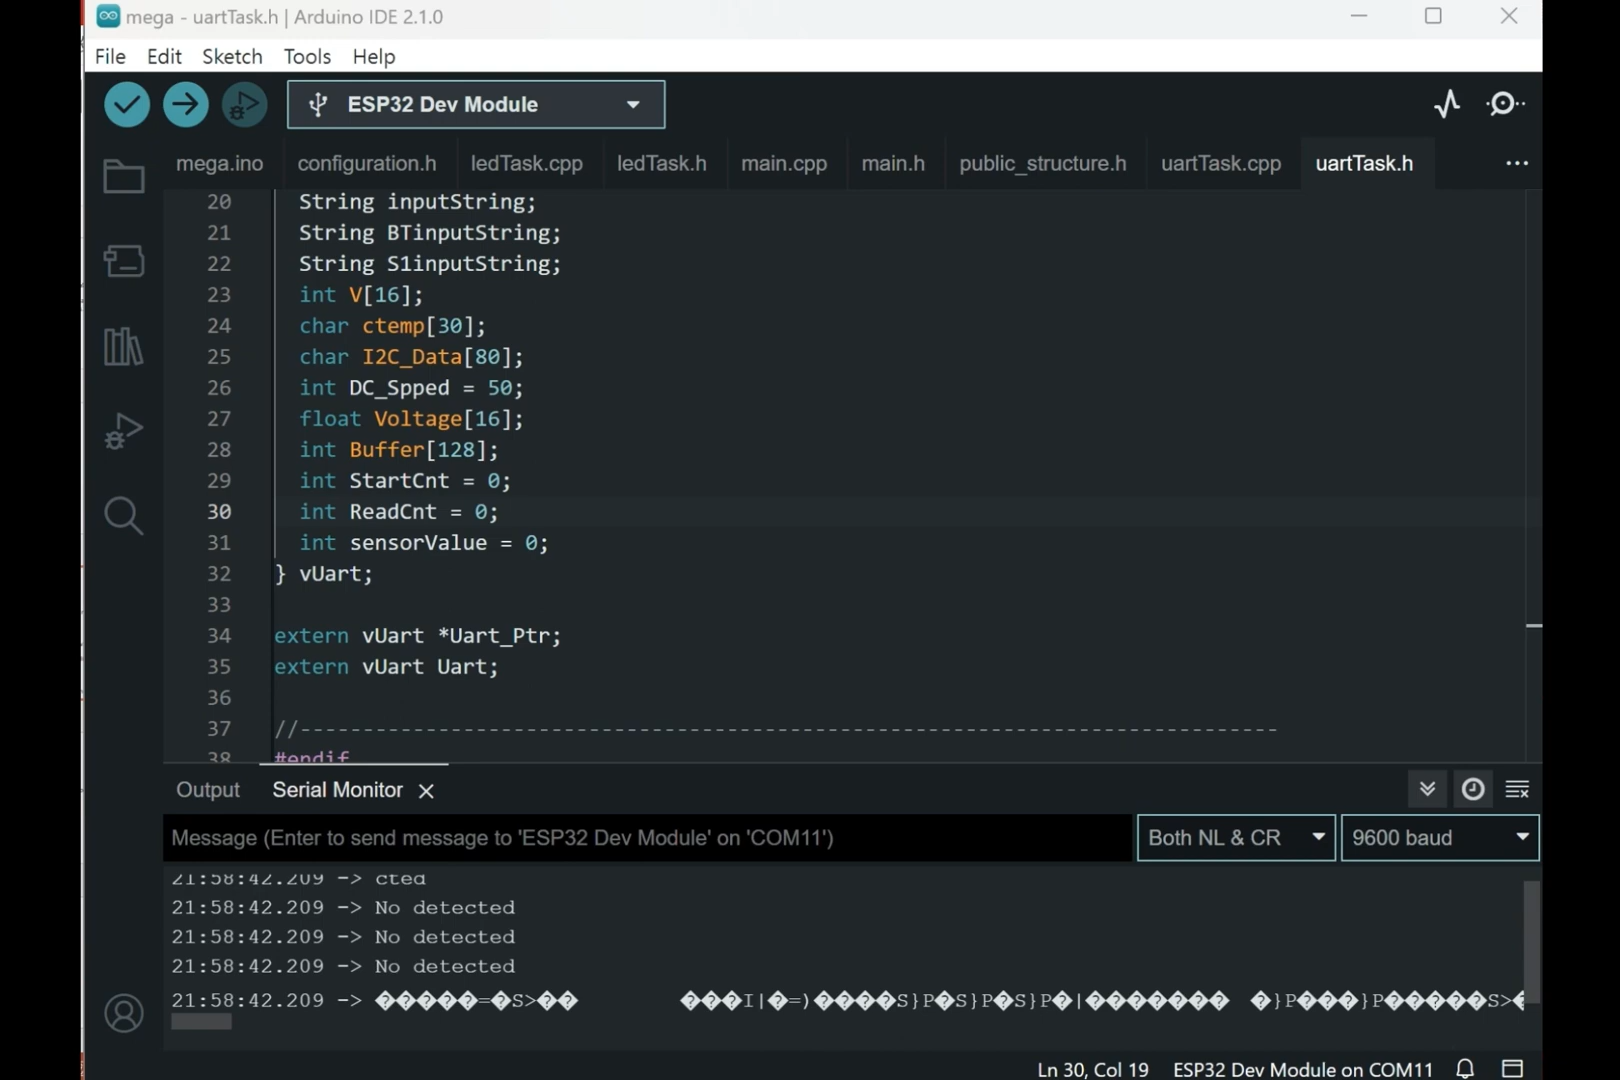 mega - uartTask.h | Arduino IDE 2.1.0
File Edit Sketch Tools Help
ESP32 Dev Module
mega.ino configuration.h ledTask.cpp ledTask.h main.cpp main.h public_structure.h uartTask.cpp uartTask.h ...
20 String inputString;
21 String BTinputString;
22 String S1inputString;
23 int V[16];
24 char ctemp[30];
25 char I2C_Data[80];
26 int DC_Spped = 50;
27 float Voltage[16];
28 int Buffer[128];
29 int StartCnt = 0;
30 int ReadCnt = 0;
31 int sensorValue = 0;
32 } vUart;
33
34 extern vUart *Uart_Ptr;
35 extern vUart Uart;
36
37 //------------------------------------------------------------------------------
38 #endif
Output Serial Monitor
Message (Enter to send message to 'ESP32 Dev Module' on 'COM11') Both NL & CR 9600 baud
21:58:42.209 -> cted
21:58:42.209 -> No detected
21:58:42.209 -> No detected
21:58:42.209 -> No detected
21:58:42.209 -> �����=�S>�� ���I|�=)����S}P�S}P�S}P�|������� �}P���}P�����S>�
Ln 30, Col 19 ESP32 Dev Module on COM11